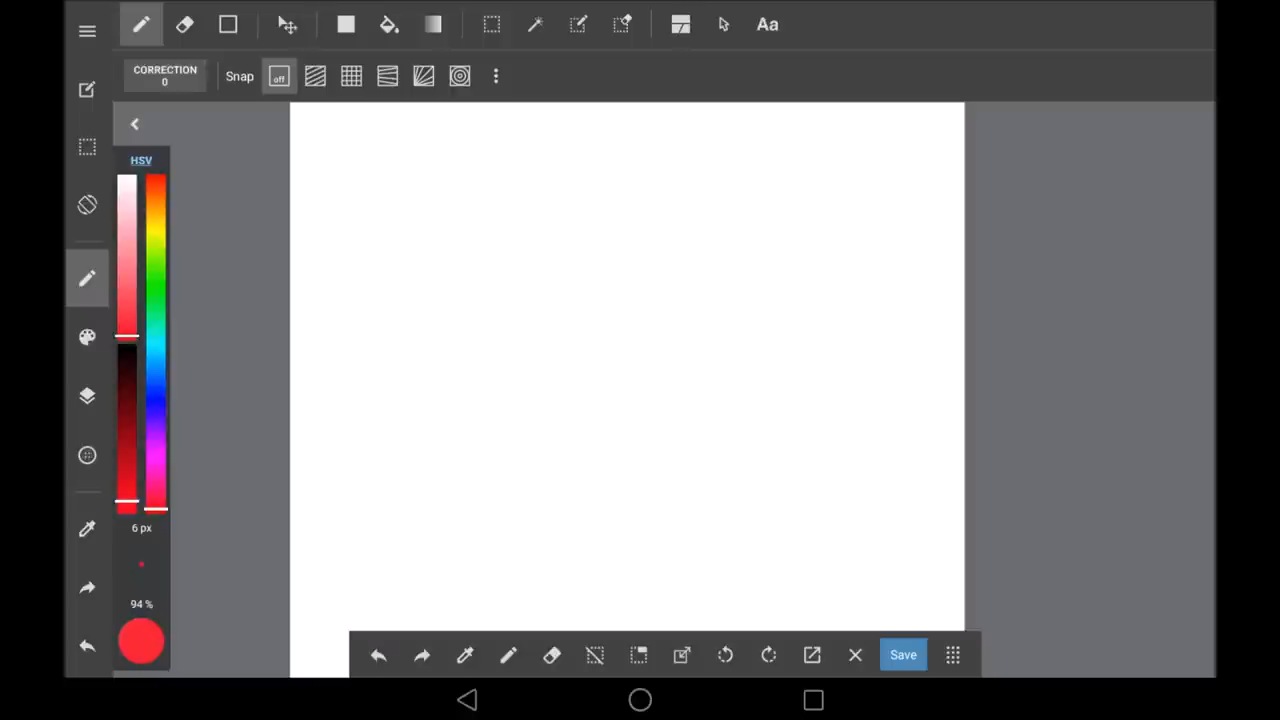 Aa
CORRECTION
0
Snap
off
HSV
6 px
94 %
Save